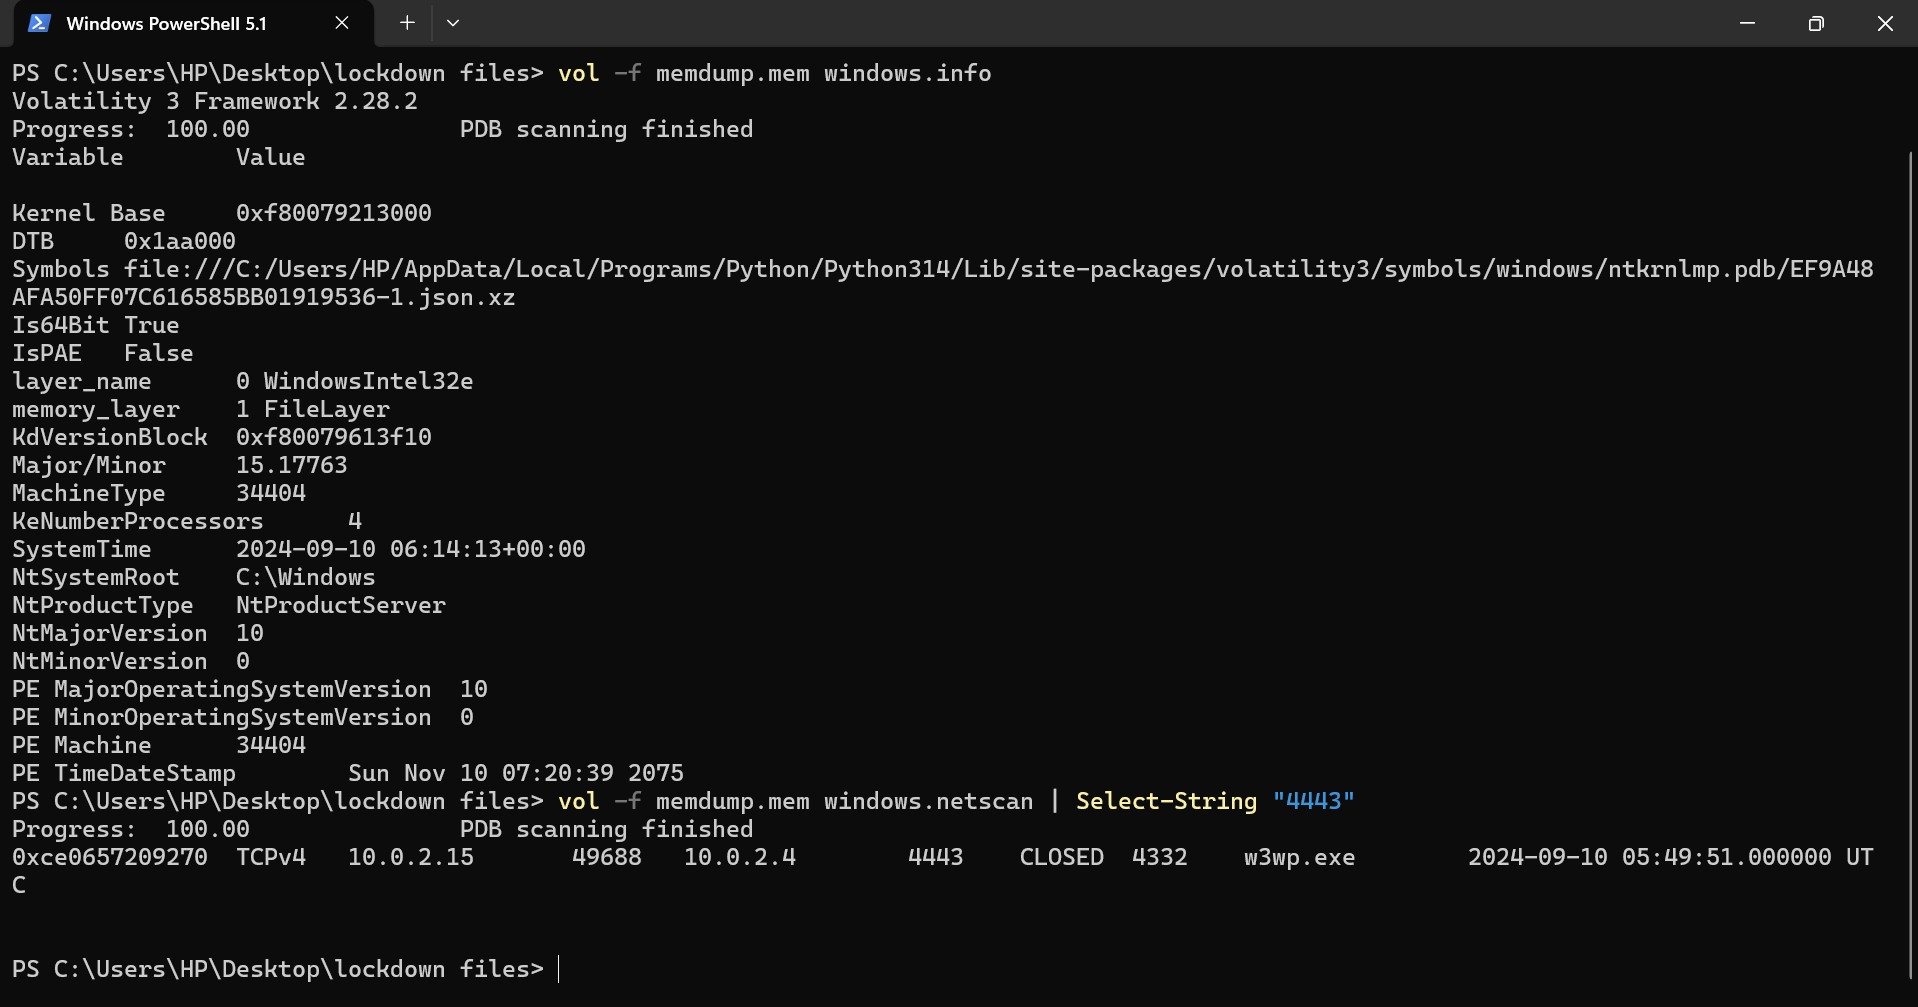 Windows PowerShell 5.1
PS C:\Users\HP\Desktop\lockdown files> vol -f memdump.mem windows.info
Volatility 3 Framework 2.28.2
Progress:  100.00               PDB scanning finished
Variable        Value

Kernel Base     0xf80079213000
DTB     0x1aa000
Symbols file:///C:/Users/HP/AppData/Local/Programs/Python/Python314/Lib/site-packages/volatility3/symbols/windows/ntkrnlmp.pdb/EF9A48
AFA50FF07C616585BB01919536-1.json.xz
Is64Bit True
IsPAE   False
layer_name      0 WindowsIntel32e
memory_layer    1 FileLayer
KdVersionBlock  0xf80079613f10
Major/Minor     15.17763
MachineType     34404
KeNumberProcessors      4
SystemTime      2024-09-10 06:14:13+00:00
NtSystemRoot    C:\Windows
NtProductType   NtProductServer
NtMajorVersion  10
NtMinorVersion  0
PE MajorOperatingSystemVersion  10
PE MinorOperatingSystemVersion  0
PE Machine      34404
PE TimeDateStamp        Sun Nov 10 07:20:39 2075
PS C:\Users\HP\Desktop\lockdown files> vol -f memdump.mem windows.netscan | Select-String "4443"
Progress:  100.00               PDB scanning finished
0xce0657209270  TCPv4   10.0.2.15       49688   10.0.2.4        4443    CLOSED  4332    w3wp.exe        2024-09-10 05:49:51.000000 UT
C

PS C:\Users\HP\Desktop\lockdown files>